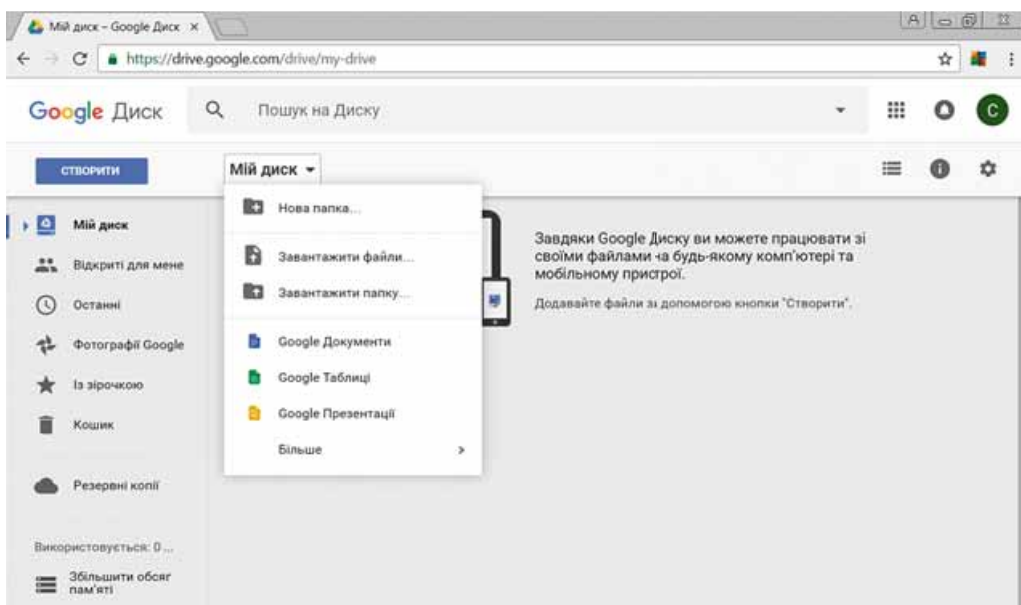 Мій диск – Google Диск
https://drive.google.com/drive/my-drive
Google Диск
Пошук на Диску
С
СТВОРИТИ
Мій диск
Мій диск
Відкриті для мене
Останні
Фотографії Google
Із зірочкою
Кошик
Резервні копії
Використовується: 0 ...
Збільшити обсяг
пам'яті
Нова папка...
Завантажити файли...
Завантажити папку...
Google Документи
Google Таблиці
Google Презентації
Більше
Завдяки Google Диску ви можете працювати зі
своїми файлами на будь-якому комп'ютері та
мобільному пристрої.
Додавайте файли за допомогою кнопки "Створити".